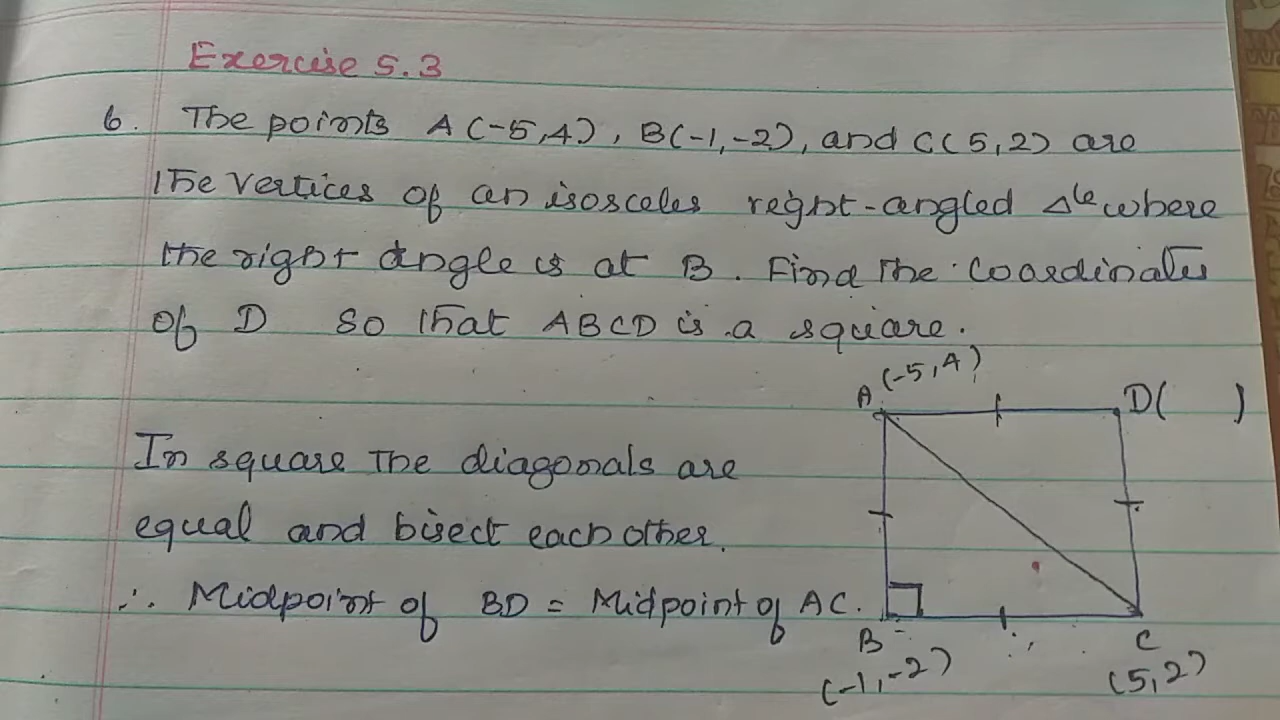 Exercise 5.3
6. The points A(-5,4), B(-1,-2), and C(5,2) are
the vertices of an isosceles right-angled Δle where
the right angle is at B. Find the coordinates
of D so that ABCD is a square.
A (-5,4)
D( )
In square the diagonals are
equal and bisect each other.
∴ Midpoint of BD = Midpoint of AC.
B
(-1,-2)
C
(5,2)